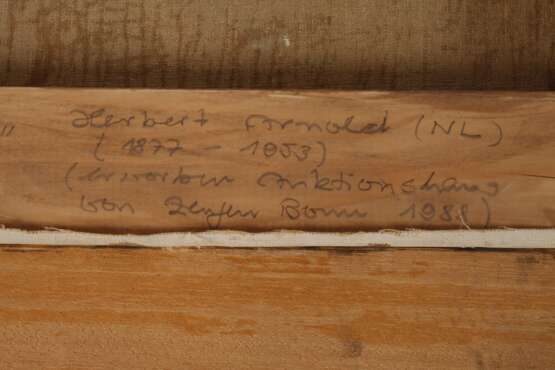 " Herbert Arnold (NL)
(1877 - 1953)
(erworben Auktionshaus
von Zengen Bonn 1988)